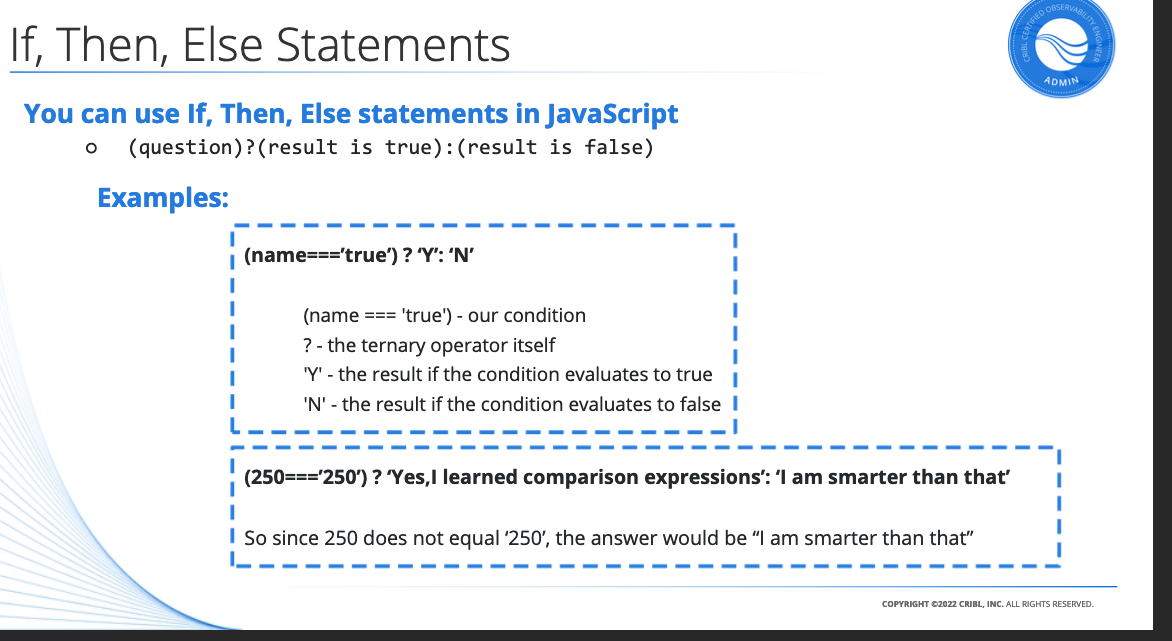 If, Then, Else Statements
CRIBL CERTIFIED OBSERVABILITY ENGINEER
ADMIN
You can use If, Then, Else statements in JavaScript
o (question)?(result is true):(result is false)
Examples:
(name===’true’) ? ‘Y’: ‘N’
(name === 'true') - our condition
? - the ternary operator itself
'Y' - the result if the condition evaluates to true
'N' - the result if the condition evaluates to false
(250===’250’) ? ‘Yes,I learned comparison expressions’: ‘I am smarter than that’
So since 250 does not equal ‘250’, the answer would be “I am smarter than that”
COPYRIGHT ©2022 CRIBL, INC. ALL RIGHTS RESERVED.